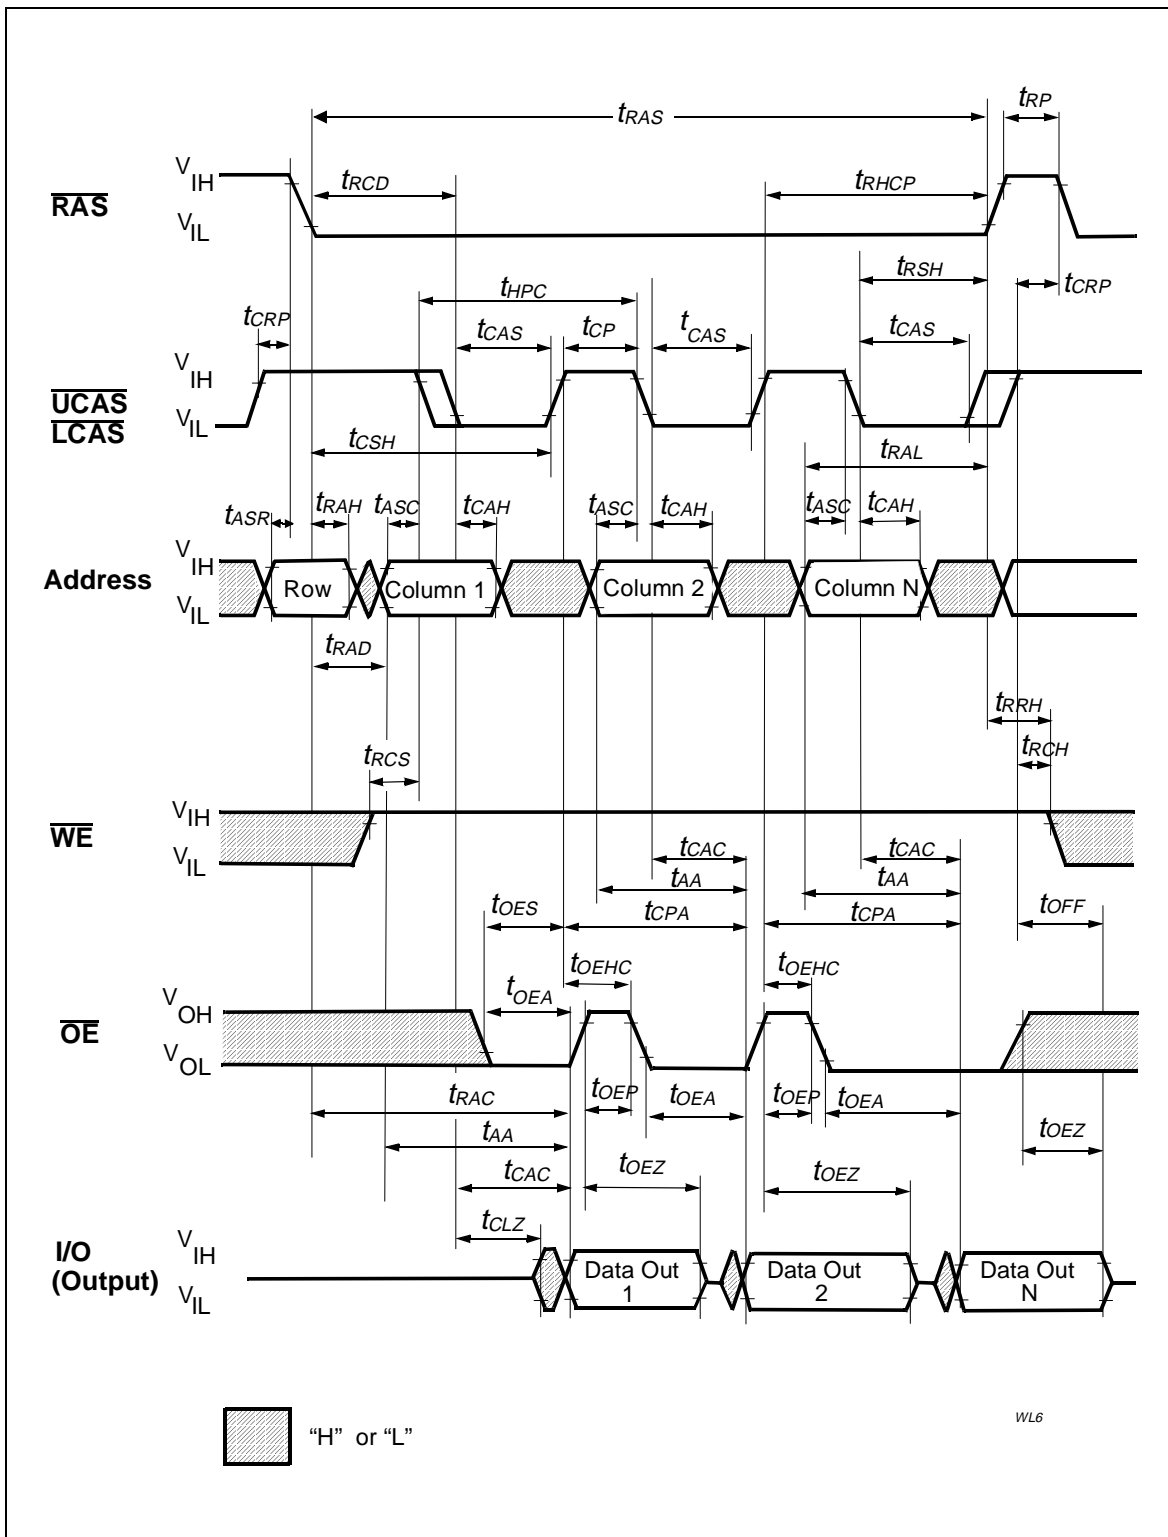 tRAS
tRP
VIH
RAS
VIL
tRCD
tRHCP
tRSH
tCRP
tHPC
tCRP
tCAS
tCP
tCAS
tCAS
VIH
UCAS
LCAS
VIL
tCSH
tRAL
tASR
tRAH
tASC
tCAH
tASC
tCAH
tASC
tCAH
VIH
Address
VIL
Row
Column 1
Column 2
Column N
tRAD
tRRH
tRCS
tRCH
VIH
WE
VIL
tCAC
tCAC
tAA
tAA
tOES
tCPA
tCPA
tOFF
tOEHC
tOEHC
tOEA
VOH
OE
VOL
tRAC
tOEP
tOEA
tOEP
tOEA
tAA
tOEZ
tCAC
tOEZ
tOEZ
tCLZ
VIH
I/O
(Output)
VIL
Data Out
1
Data Out
2
Data Out
N
“H” or “L”
WL6